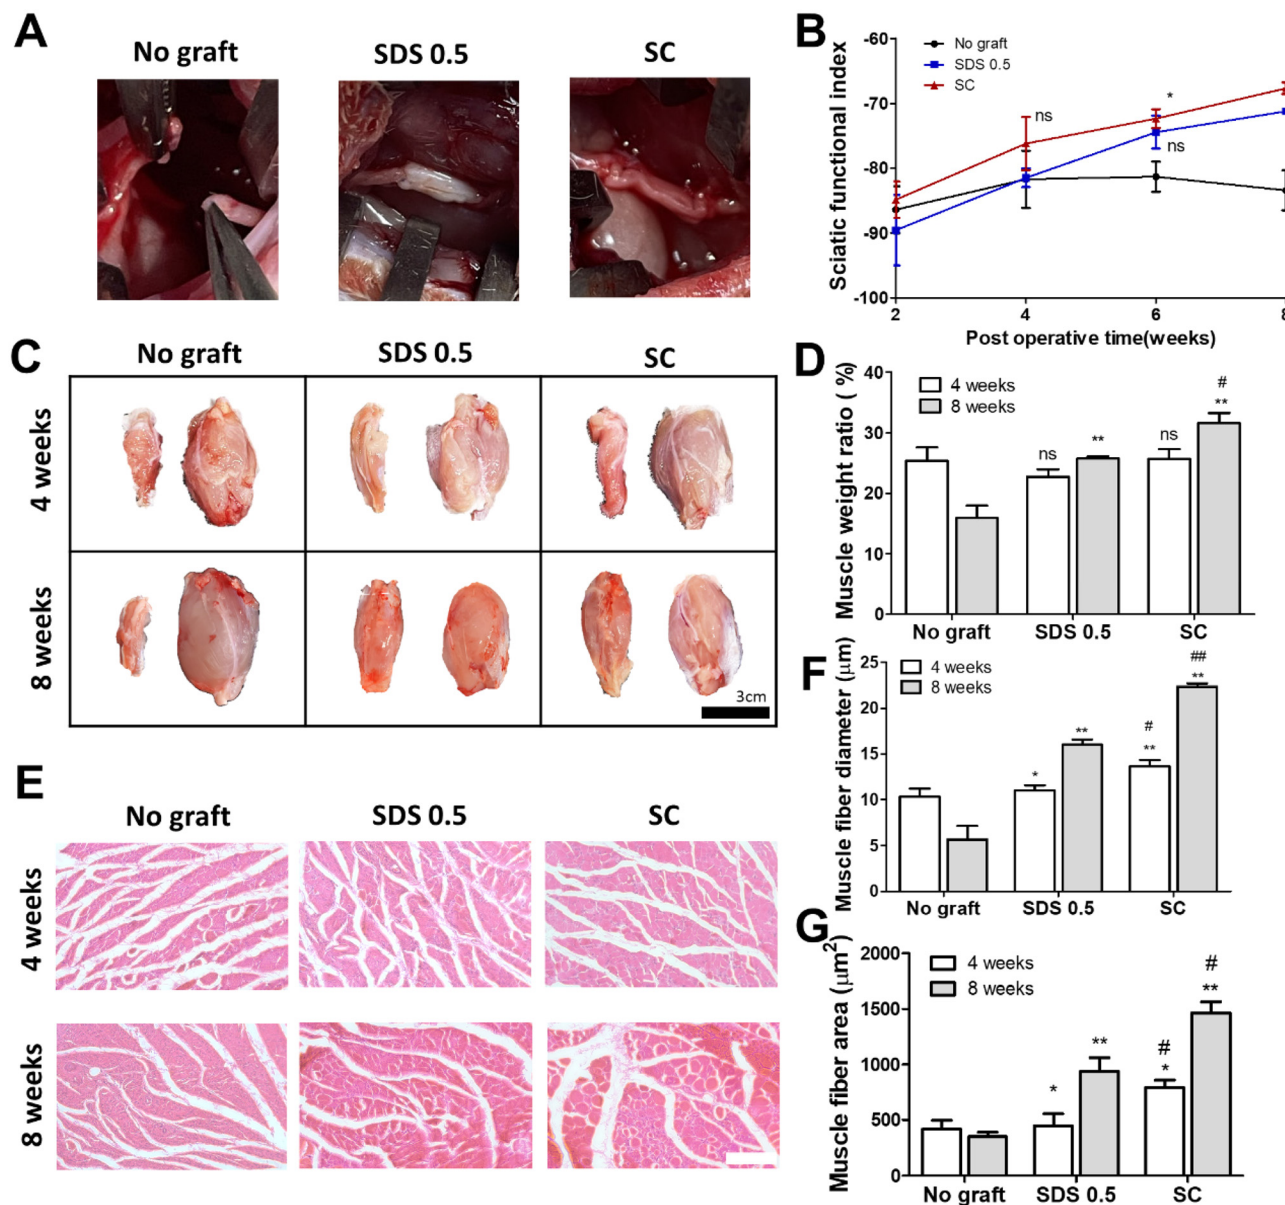 A
No graft
SDS 0.5
SC
B
No graft
SDS 0.5
SC
Sciatic functional index
-60
-70
-80
-90
-100
ns
*
ns
2
4
6
8
Post operative time(weeks)
C
No graft
SDS 0.5
SC
4 weeks
8 weeks
3cm
D
Muscle weight ratio ( %)
40
30
20
10
0
4 weeks
8 weeks
ns
**
ns
#
**
No graft
SDS 0.5
SC
E
No graft
SDS 0.5
SC
4 weeks
8 weeks
F
Muscle fiber diameter (μm)
25
20
15
10
5
0
4 weeks
8 weeks
*
**
#
**
##
**
No graft
SDS 0.5
SC
G
Muscle fiber area (μm²)
2000
1500
1000
500
0
4 weeks
8 weeks
*
**
#
*
#
**
No graft
SDS 0.5
SC